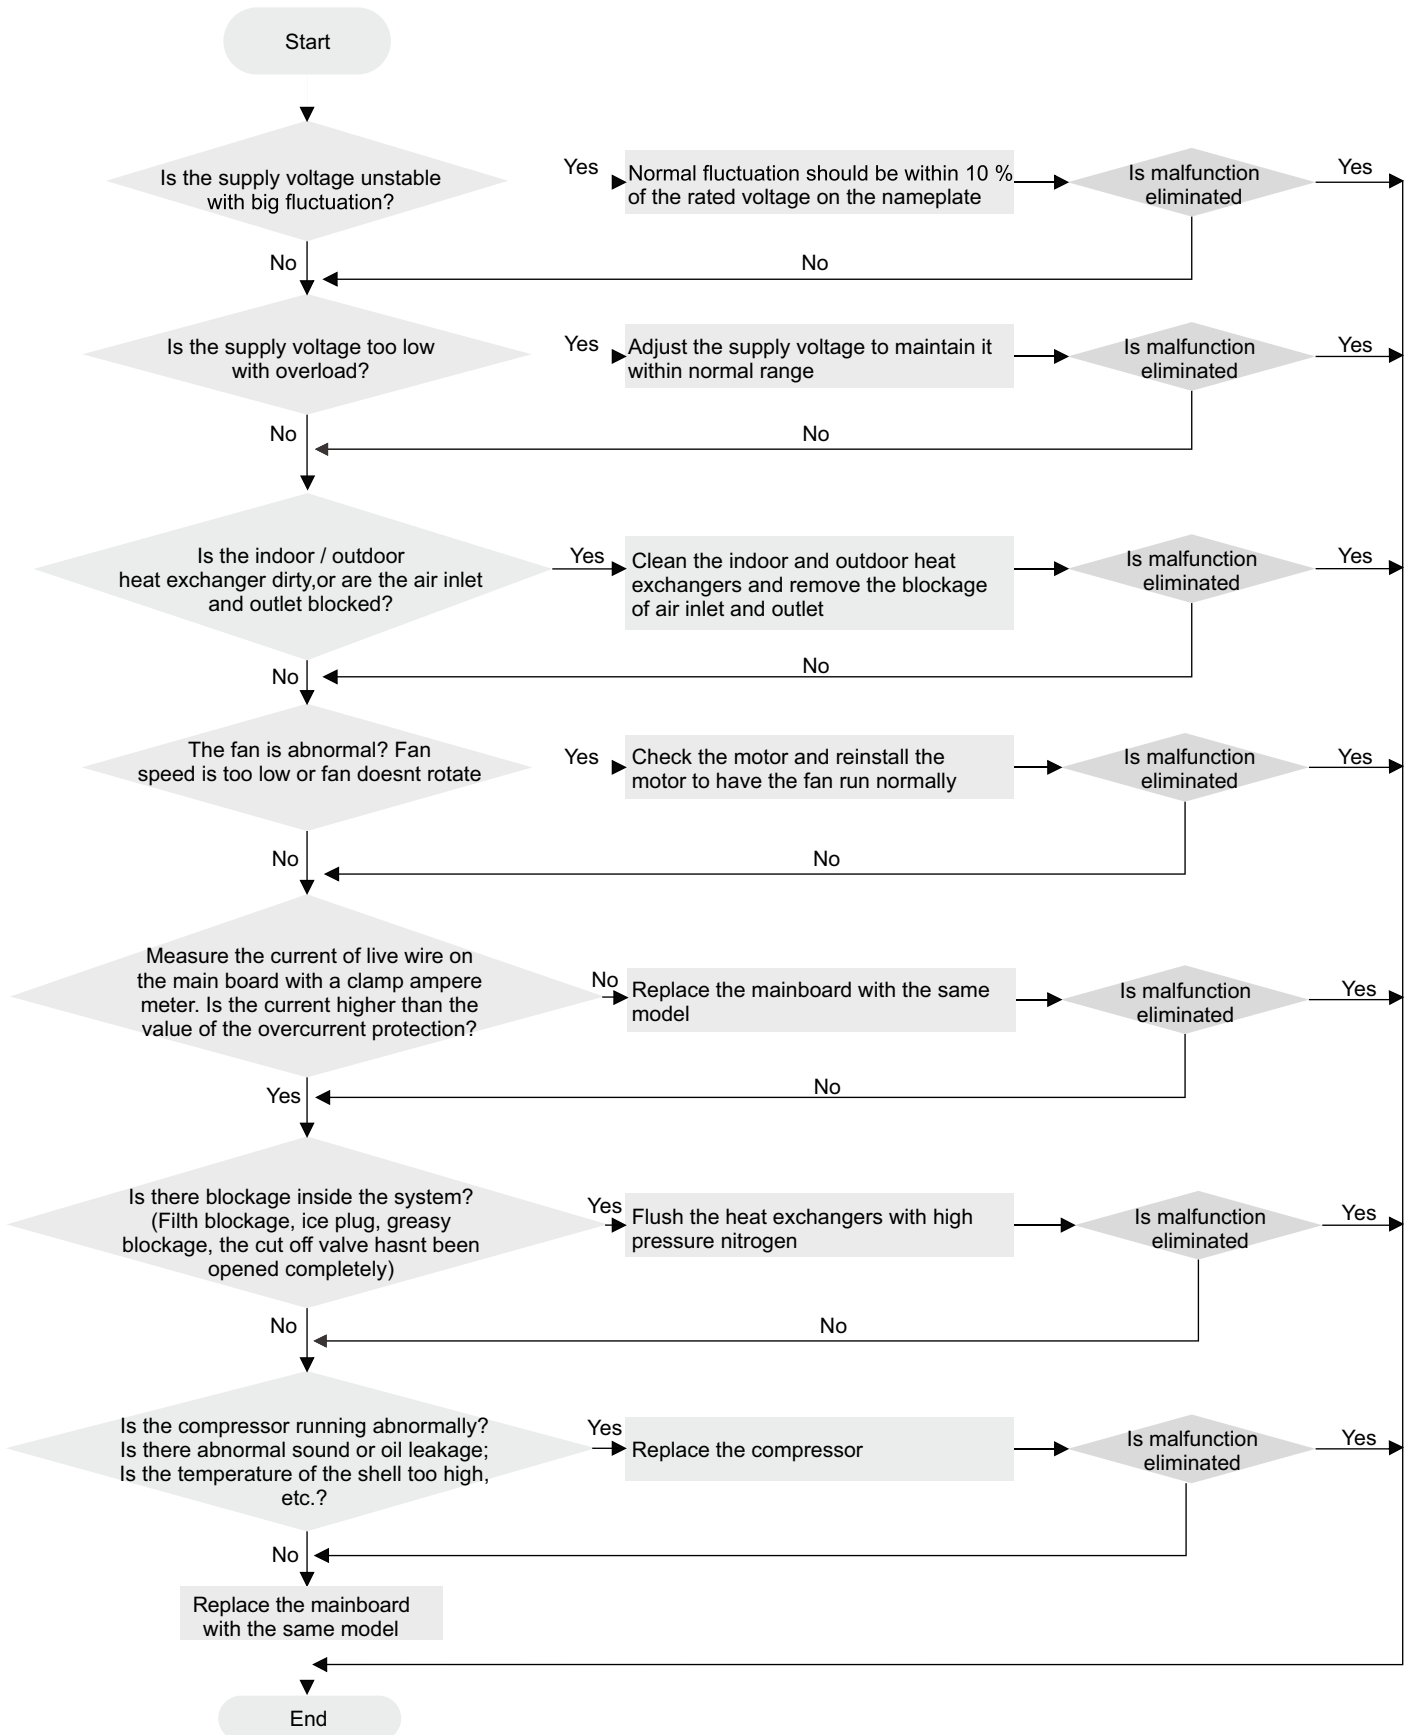 Start
Is the supply voltage unstable
with big fluctuation?
Yes
Normal fluctuation should be within 10 %
of the rated voltage on the nameplate
Is malfunction
eliminated
Yes
No
No
Is the supply voltage too low
with overload?
Yes
Adjust the supply voltage to maintain it
within normal range
Is malfunction
eliminated
Yes
No
No
Is the indoor / outdoor
heat exchanger dirty,or are the air inlet
and outlet blocked?
Yes
Clean the indoor and outdoor heat
exchangers and remove the blockage
of air inlet and outlet
Is malfunction
eliminated
Yes
No
No
The fan is abnormal? Fan
speed is too low or fan doesnt rotate
Yes
Check the motor and reinstall the
motor to have the fan run normally
Is malfunction
eliminated
Yes
No
No
Measure the current of live wire on
the main board with a clamp ampere
meter. Is the current higher than the
value of the overcurrent protection?
No
Replace the mainboard with the same
model
Is malfunction
eliminated
Yes
No
Yes
Is there blockage inside the system?
(Filth blockage, ice plug, greasy
blockage, the cut off valve hasnt been
opened completely)
Yes
Flush the heat exchangers with high
pressure nitrogen
Is malfunction
eliminated
Yes
No
No
Is the compressor running abnormally?
Is there abnormal sound or oil leakage;
Is the temperature of the shell too high,
etc.?
Yes
Replace the compressor
Is malfunction
eliminated
Yes
No
Replace the mainboard
with the same model
End